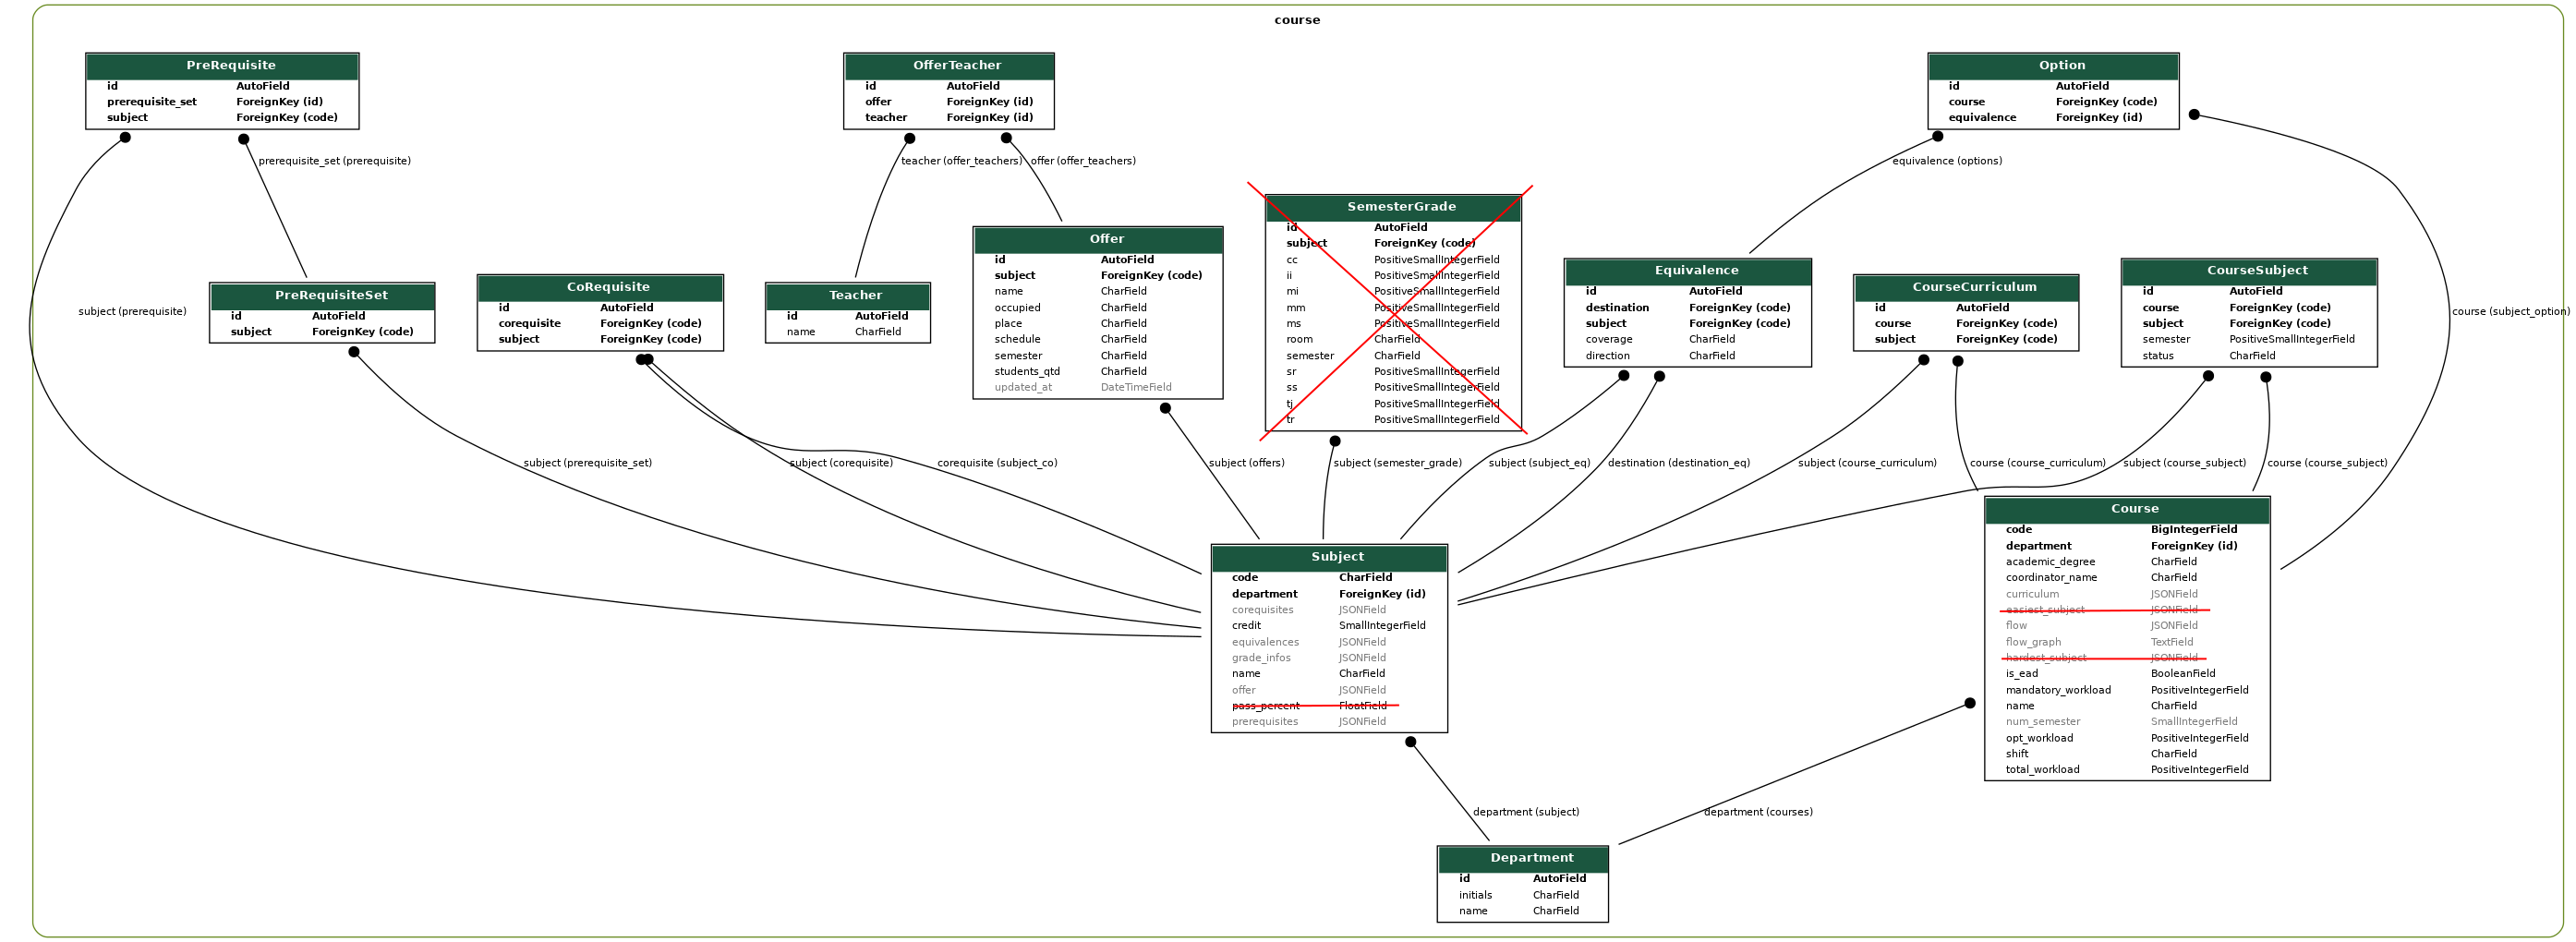 course
PreRequisite
id AutoField
prerequisite_set ForeignKey (id)
subject ForeignKey (code)
OfferTeacher
id AutoField
offer ForeignKey (id)
teacher ForeignKey (id)
Option
id AutoField
course ForeignKey (code)
equivalence ForeignKey (id)
prerequisite_set (prerequisite)
teacher (offer_teachers)
offer (offer_teachers)
equivalence (options)
subject (prerequisite)
PreRequisiteSet
id AutoField
subject ForeignKey (code)
CoRequisite
id AutoField
corequisite ForeignKey (code)
subject ForeignKey (code)
Teacher
id AutoField
name CharField
Offer
id AutoField
subject ForeignKey (code)
name CharField
occupied CharField
place CharField
schedule CharField
semester CharField
students_qtd CharField
updated_at DateTimeField
SemesterGrade
id AutoField
subject ForeignKey (code)
cc PositiveSmallIntegerField
ii PositiveSmallIntegerField
mi PositiveSmallIntegerField
mm PositiveSmallIntegerField
ms PositiveSmallIntegerField
room CharField
semester CharField
sr PositiveSmallIntegerField
ss PositiveSmallIntegerField
tj PositiveSmallIntegerField
tr PositiveSmallIntegerField
Equivalence
id AutoField
destination ForeignKey (code)
subject ForeignKey (code)
coverage CharField
direction CharField
CourseCurriculum
id AutoField
course ForeignKey (code)
subject ForeignKey (code)
CourseSubject
id AutoField
course ForeignKey (code)
subject ForeignKey (code)
semester PositiveSmallIntegerField
status CharField
course (subject_option)
subject (prerequisite_set)
subject (corequisite)
corequisite (subject_co)
subject (offers)
subject (semester_grade)
subject (subject_eq)
destination (destination_eq)
subject (course_curriculum)
course (course_curriculum)
subject (course_subject)
course (course_subject)
Subject
code CharField
department ForeignKey (id)
corequisites JSONField
credit SmallIntegerField
equivalences JSONField
grade_infos JSONField
name CharField
offer JSONField
pass_percent FloatField
prerequisites JSONField
Course
code BigIntegerField
department ForeignKey (id)
academic_degree CharField
coordinator_name CharField
curriculum JSONField
easiest_subject JSONField
flow JSONField
flow_graph TextField
hardest_subject JSONField
is_ead BooleanField
mandatory_workload PositiveIntegerField
name CharField
num_semester SmallIntegerField
opt_workload PositiveIntegerField
shift CharField
total_workload PositiveIntegerField
department (subject)
department (courses)
Department
id AutoField
initials CharField
name CharField